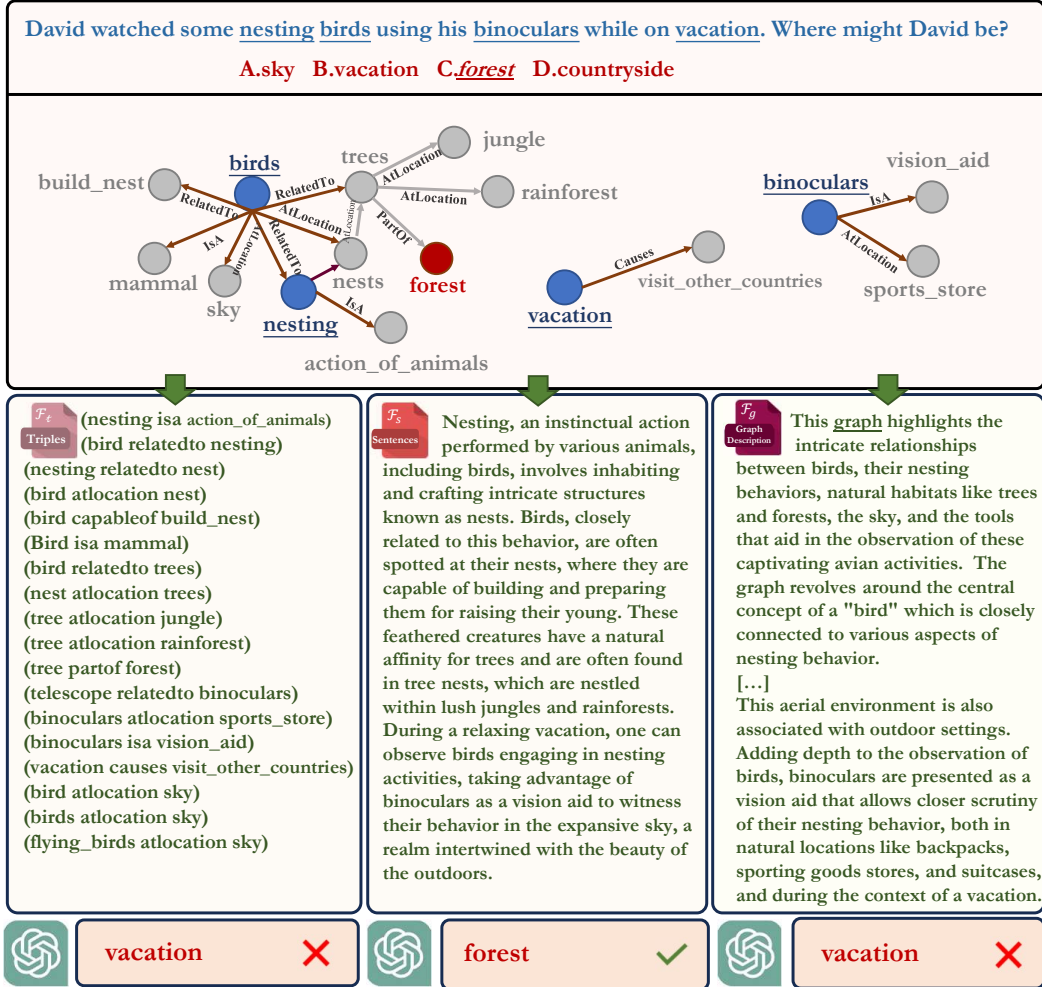 David watched some nesting birds using his binoculars while on vacation. Where might David be?
A.sky B.vacation C.forest D.countryside
birds
build_nest
RelatedTo
IsA
mammal
AtLocation
sky
RelatedTo
nesting
RelatedTo
AtLocation
trees
AtLocation
nests
IsA
action_of_animals
AtLocation
jungle
AtLocation
rainforest
PartOf
forest
vacation
Causes
visit_other_countries
binoculars
IsA
vision_aid
AtLocation
sports_store
Ft
Triples
(nesting isa action_of_animals)
(bird relatedto nesting)
(nesting relatedto nest)
(bird atlocation nest)
(bird capableof build_nest)
(Bird isa mammal)
(bird relatedto trees)
(nest atlocation trees)
(tree atlocation jungle)
(tree atlocation rainforest)
(tree partof forest)
(telescope relatedto binoculars)
(binoculars atlocation sports_store)
(binoculars isa vision_aid)
(vacation causes visit_other_countries)
(bird atlocation sky)
(birds atlocation sky)
(flying_birds atlocation sky)
Fs
Sentences
Nesting, an instinctual action
performed by various animals,
including birds, involves inhabiting
and crafting intricate structures
known as nests. Birds, closely
related to this behavior, are often
spotted at their nests, where they are
capable of building and preparing
them for raising their young. These
feathered creatures have a natural
affinity for trees and are often found
in tree nests, which are nestled
within lush jungles and rainforests.
During a relaxing vacation, one can
observe birds engaging in nesting
activities, taking advantage of
binoculars as a vision aid to witness
their behavior in the expansive sky, a
realm intertwined with the beauty of
the outdoors.
Fg
Graph
Description
This graph highlights the
intricate relationships
between birds, their nesting
behaviors, natural habitats like trees
and forests, the sky, and the tools
that aid in the observation of these
captivating avian activities. The
graph revolves around the central
concept of a "bird" which is closely
connected to various aspects of
nesting behavior.
[...]
This aerial environment is also
associated with outdoor settings.
Adding depth to the observation of
birds, binoculars are presented as a
vision aid that allows closer scrutiny
of their nesting behavior, both in
natural locations like backpacks,
sporting goods stores, and suitcases,
and during the context of a vacation.
vacation
forest
vacation